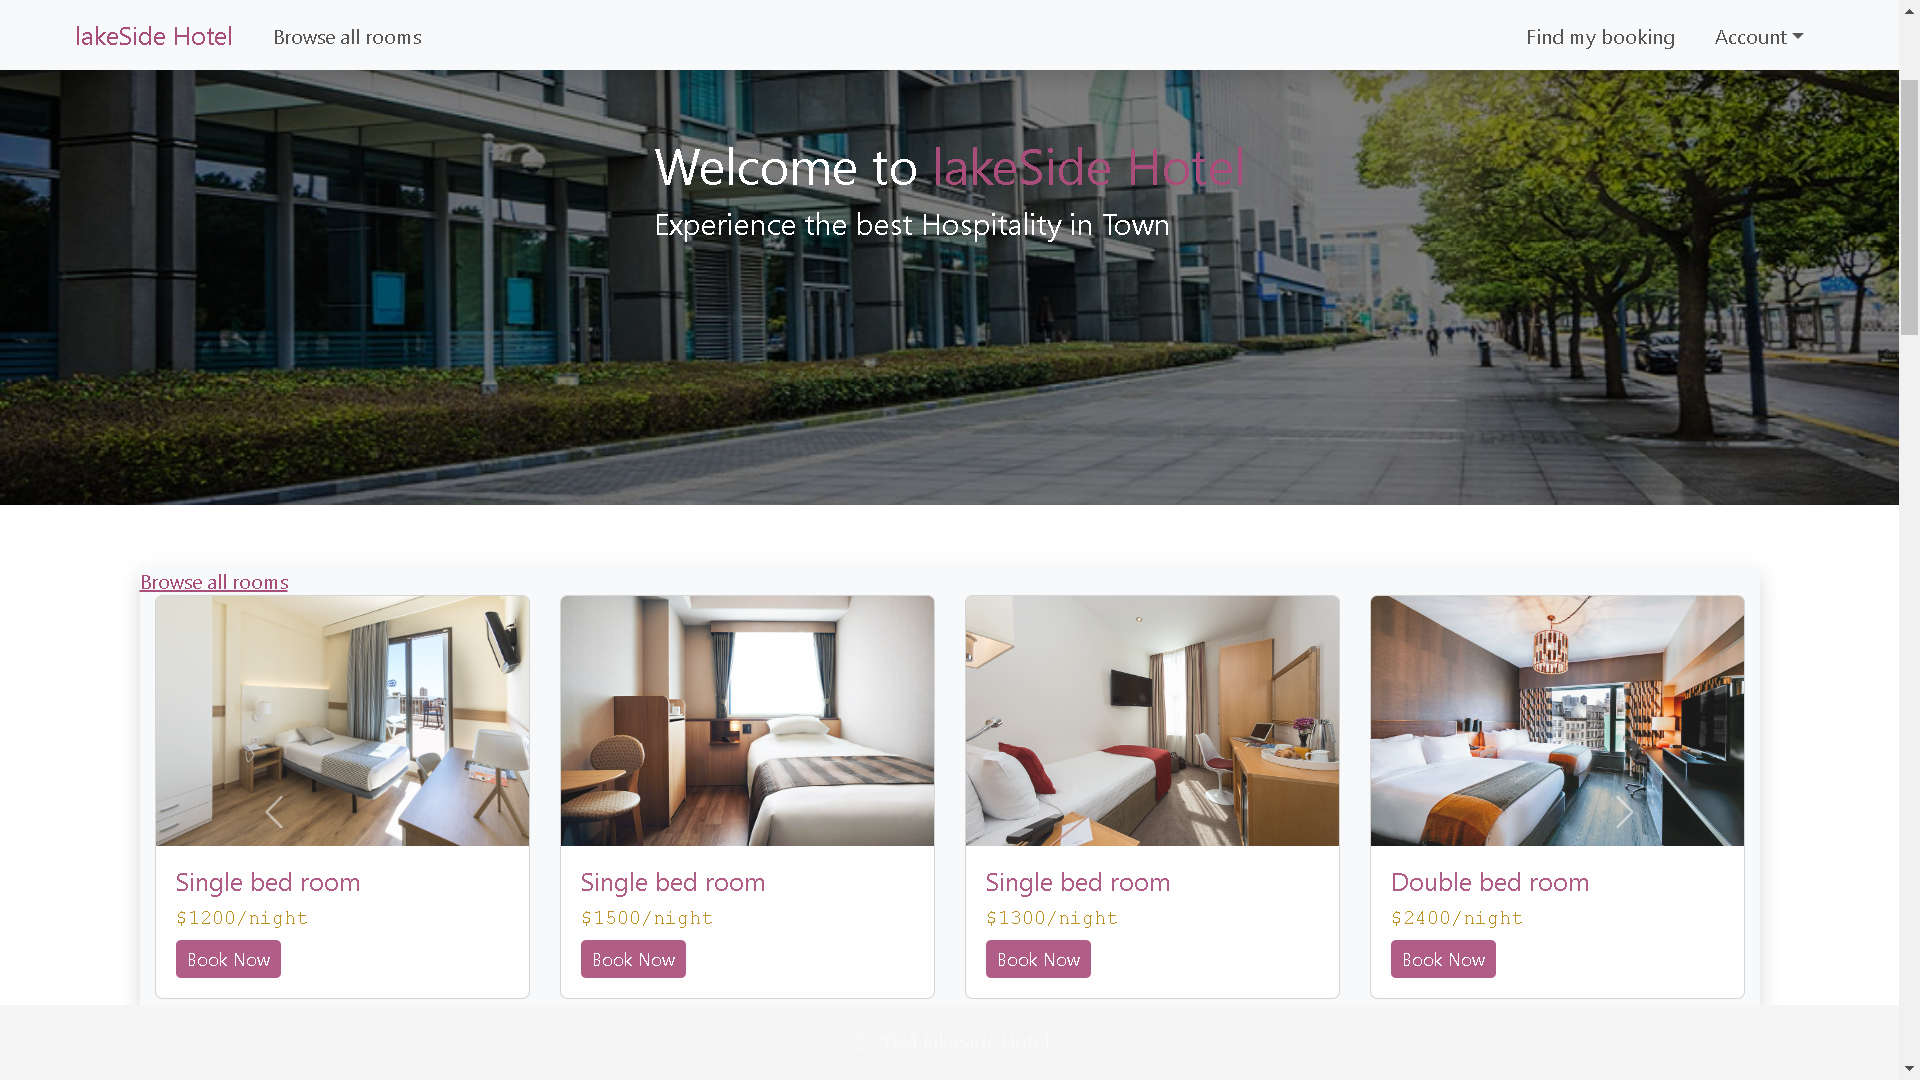 lakeSide Hotel
Browse all rooms
Find my booking
Account
Welcome to lakeSide Hotel
Experience the best Hospitality in Town
Browse all rooms
Single bed room
$1200/night
Book Now
Single bed room
$1500/night
Book Now
Single bed room
$1300/night
Book Now
Double bed room
$2400/night
Book Now
© 2024 lakeSide Hotel